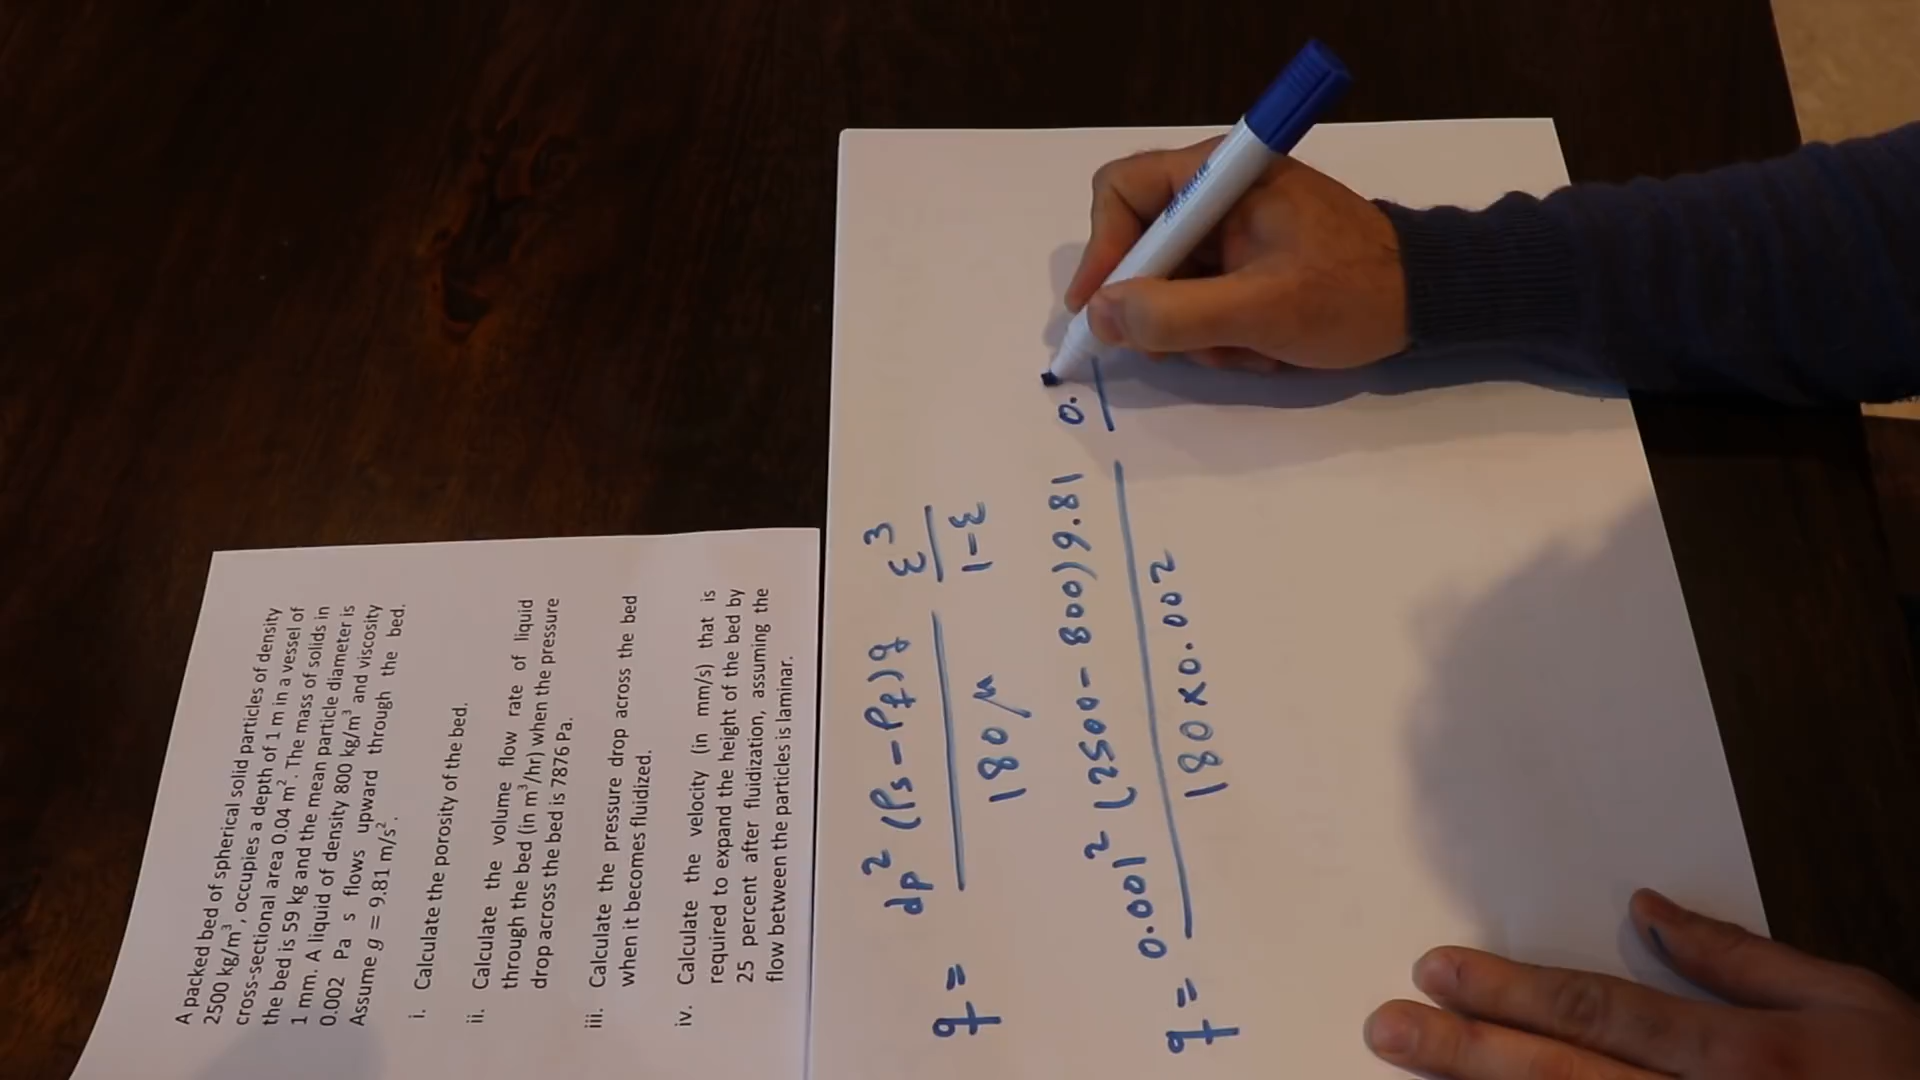 A packed bed of spherical solid particles of density
2500 kg/m³, occupies a depth of 1 m in a vessel of
cross-sectional area 0.04 m². The mass of solids in
the bed is 59 kg and the mean particle diameter is
1 mm. A liquid of density 800 kg/m³ and viscosity
0.002 Pa s flows upward through the bed.
Assume g = 9.81 m/s².
i. Calculate the porosity of the bed.
ii. Calculate the volume flow rate of liquid
through the bed (in m³/hr) when the pressure
drop across the bed is 7876 Pa.
iii. Calculate the pressure drop across the bed
when it becomes fluidized.
iv. Calculate the velocity (in mm/s) that is
required to expand the height of the bed by
25 percent after fluidization, assuming the
flow between the particles is laminar.
q = dp² (ρs - ρf) g / 180 μ ε³ / 1-ε
q = 0.001² (2500 - 800) 9.81 / 180 x 0.002 0.